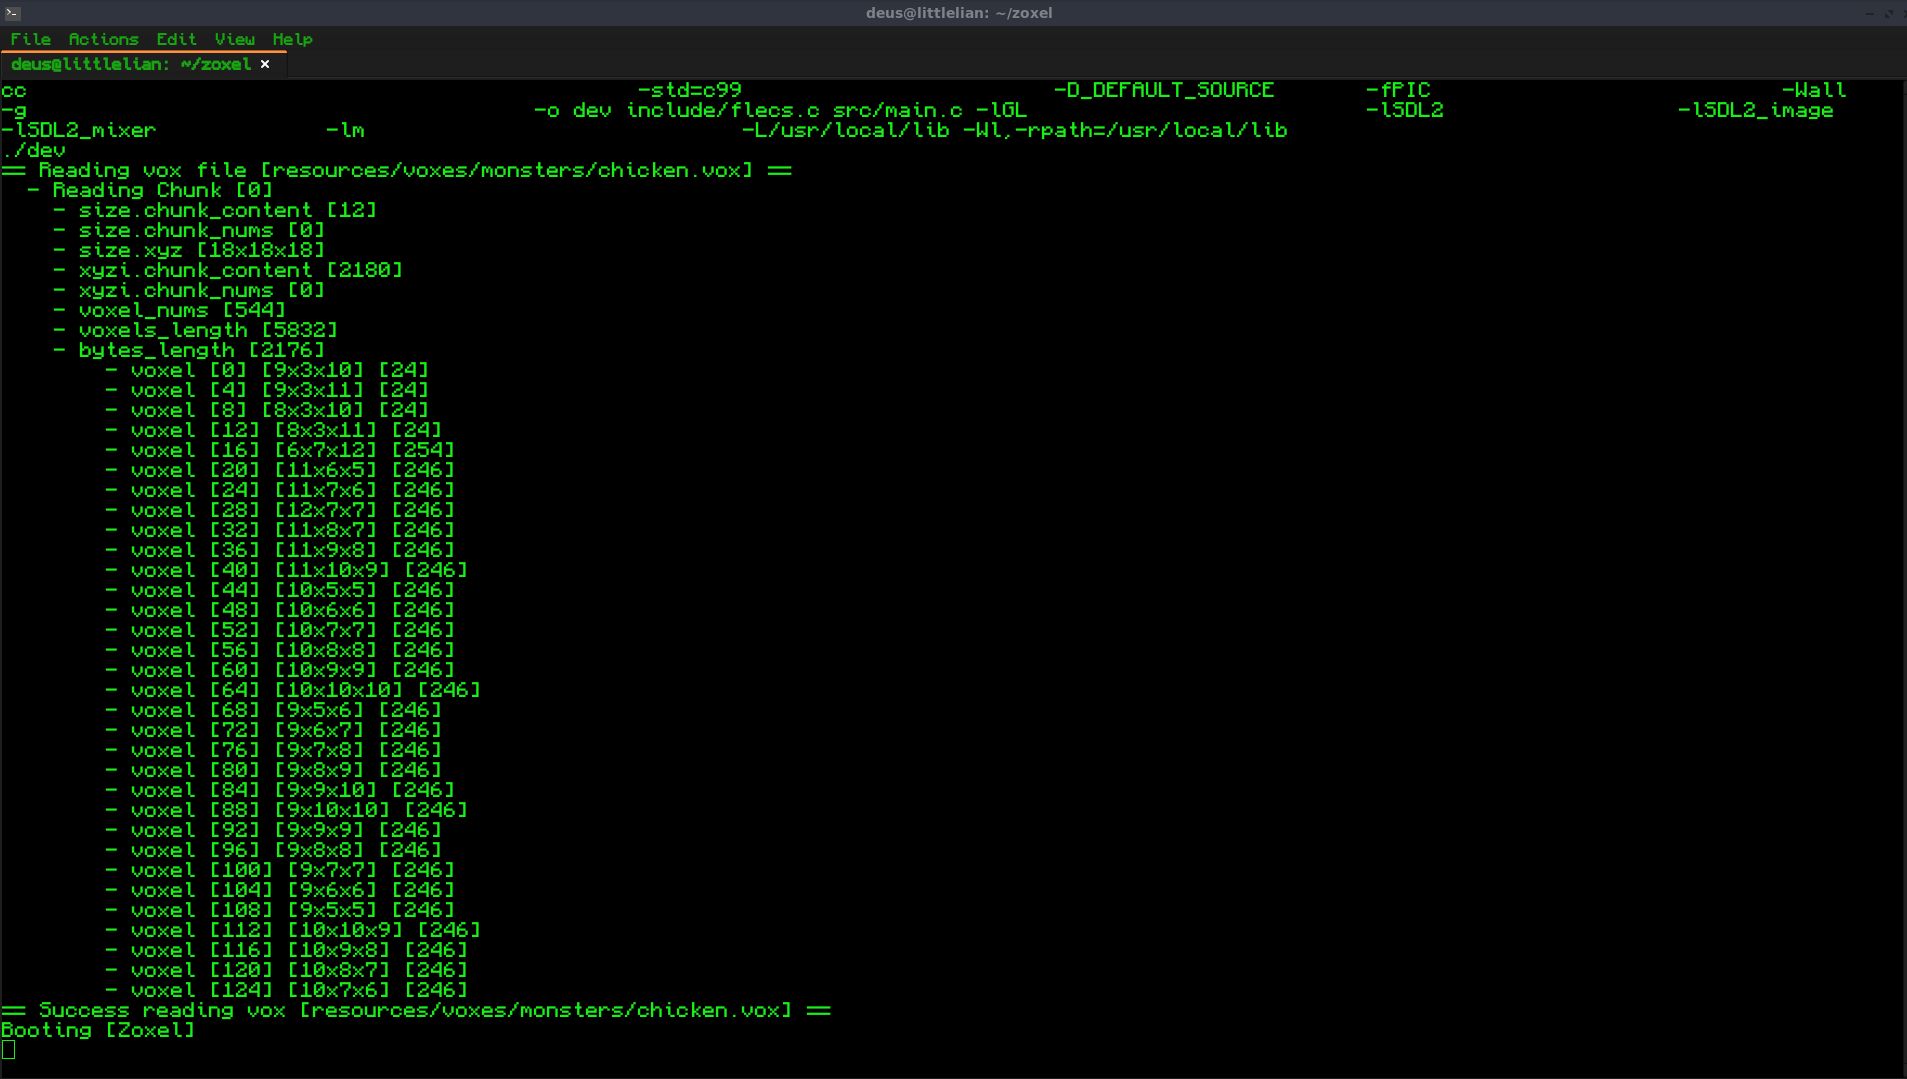 deus@littlelian: ~/zoxel
File Actions Edit View Help
deus@littlelian: ~/zoxel ×
cc -std=c99 -D_DEFAULT_SOURCE -fPIC -Wall
-g -o dev include/flecs.c src/main.c -lGL -lSDL2 -lSDL2_image
-lSDL2_mixer -lm -L/usr/local/lib -Wl,-rpath=/usr/local/lib
./dev
== Reading vox file [resources/voxes/monsters/chicken.vox] ==
- Reading Chunk [0]
- size.chunk_content [12]
- size.chunk_nums [0]
- size.xyz [18x18x18]
- xyzi.chunk_content [2180]
- xyzi.chunk_nums [0]
- voxel_nums [544]
- voxels_length [5832]
- bytes_length [2176]
- voxel [0] [9x3x10] [24]
- voxel [4] [9x3x11] [24]
- voxel [8] [8x3x10] [24]
- voxel [12] [8x3x11] [24]
- voxel [16] [6x7x12] [254]
- voxel [20] [11x6x5] [246]
- voxel [24] [11x7x6] [246]
- voxel [28] [12x7x7] [246]
- voxel [32] [11x8x7] [246]
- voxel [36] [11x9x8] [246]
- voxel [40] [11x10x9] [246]
- voxel [44] [10x5x5] [246]
- voxel [48] [10x6x6] [246]
- voxel [52] [10x7x7] [246]
- voxel [56] [10x8x8] [246]
- voxel [60] [10x9x9] [246]
- voxel [64] [10x10x10] [246]
- voxel [68] [9x5x6] [246]
- voxel [72] [9x6x7] [246]
- voxel [76] [9x7x8] [246]
- voxel [80] [9x8x9] [246]
- voxel [84] [9x9x10] [246]
- voxel [88] [9x10x10] [246]
- voxel [92] [9x9x9] [246]
- voxel [96] [9x8x8] [246]
- voxel [100] [9x7x7] [246]
- voxel [104] [9x6x6] [246]
- voxel [108] [9x5x5] [246]
- voxel [112] [10x10x9] [246]
- voxel [116] [10x9x8] [246]
- voxel [120] [10x8x7] [246]
- voxel [124] [10x7x6] [246]
== Success reading vox [resources/voxes/monsters/chicken.vox] ==
Booting [Zoxel]